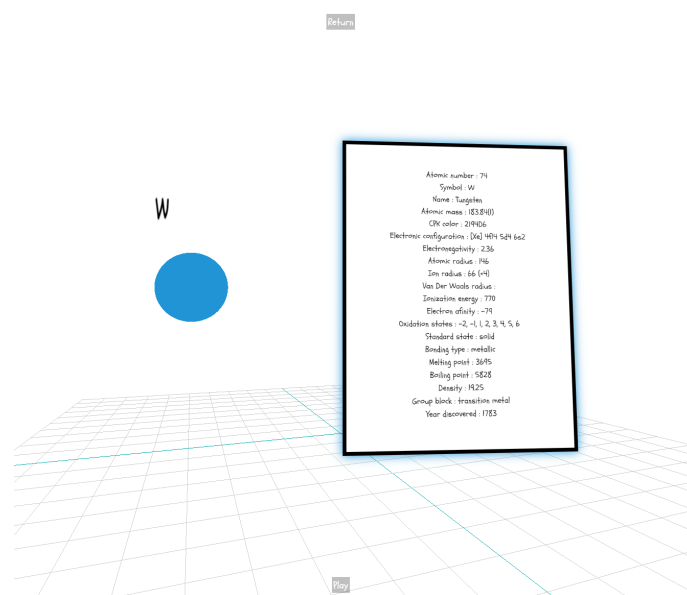 Return
W
Atomic number : 74
Symbol : W
Name : Tungsten
Atomic mass : 183.84(1)
CPK color : 2194D6
Electronic configuration : [Xe] 4f14 5d4 6s2
Electronegativity : 2.36
Atomic radius : 146
Ion radius : 66 (+4)
Van Der Waals radius :
Ionization energy : 770
Electron afinity : -79
Oxidation states : -2, -1, 1, 2, 3, 4, 5, 6
Standard state : solid
Bonding type : metallic
Melting point : 3695
Boiling point : 5828
Density : 19.25
Group block : transition metal
Year discovered : 1783
Play